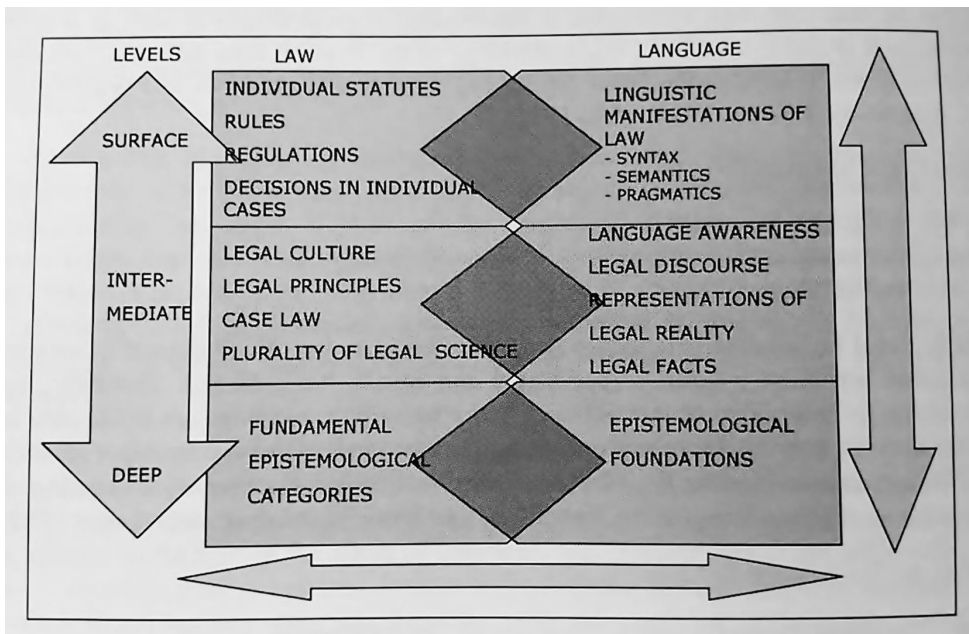 LEVELS
LAW
LANGUAGE
SURFACE
INDIVIDUAL STATUTES
RULES
REGULATIONS
DECISIONS IN INDIVIDUAL
CASES
LINGUISTIC
MANIFESTATIONS OF
LAW
- SYNTAX
- SEMANTICS
- PRAGMATICS
INTER-
MEDIATE
LEGAL CULTURE
LEGAL PRINCIPLES
CASE LAW
PLURALITY OF LEGAL SCIENCE
LANGUAGE AWARENESS
LEGAL DISCOURSE
REPRESENTATIONS OF
LEGAL REALITY
LEGAL FACTS
DEEP
FUNDAMENTAL
EPISTEMOLOGICAL
CATEGORIES
EPISTEMOLOGICAL
FOUNDATIONS